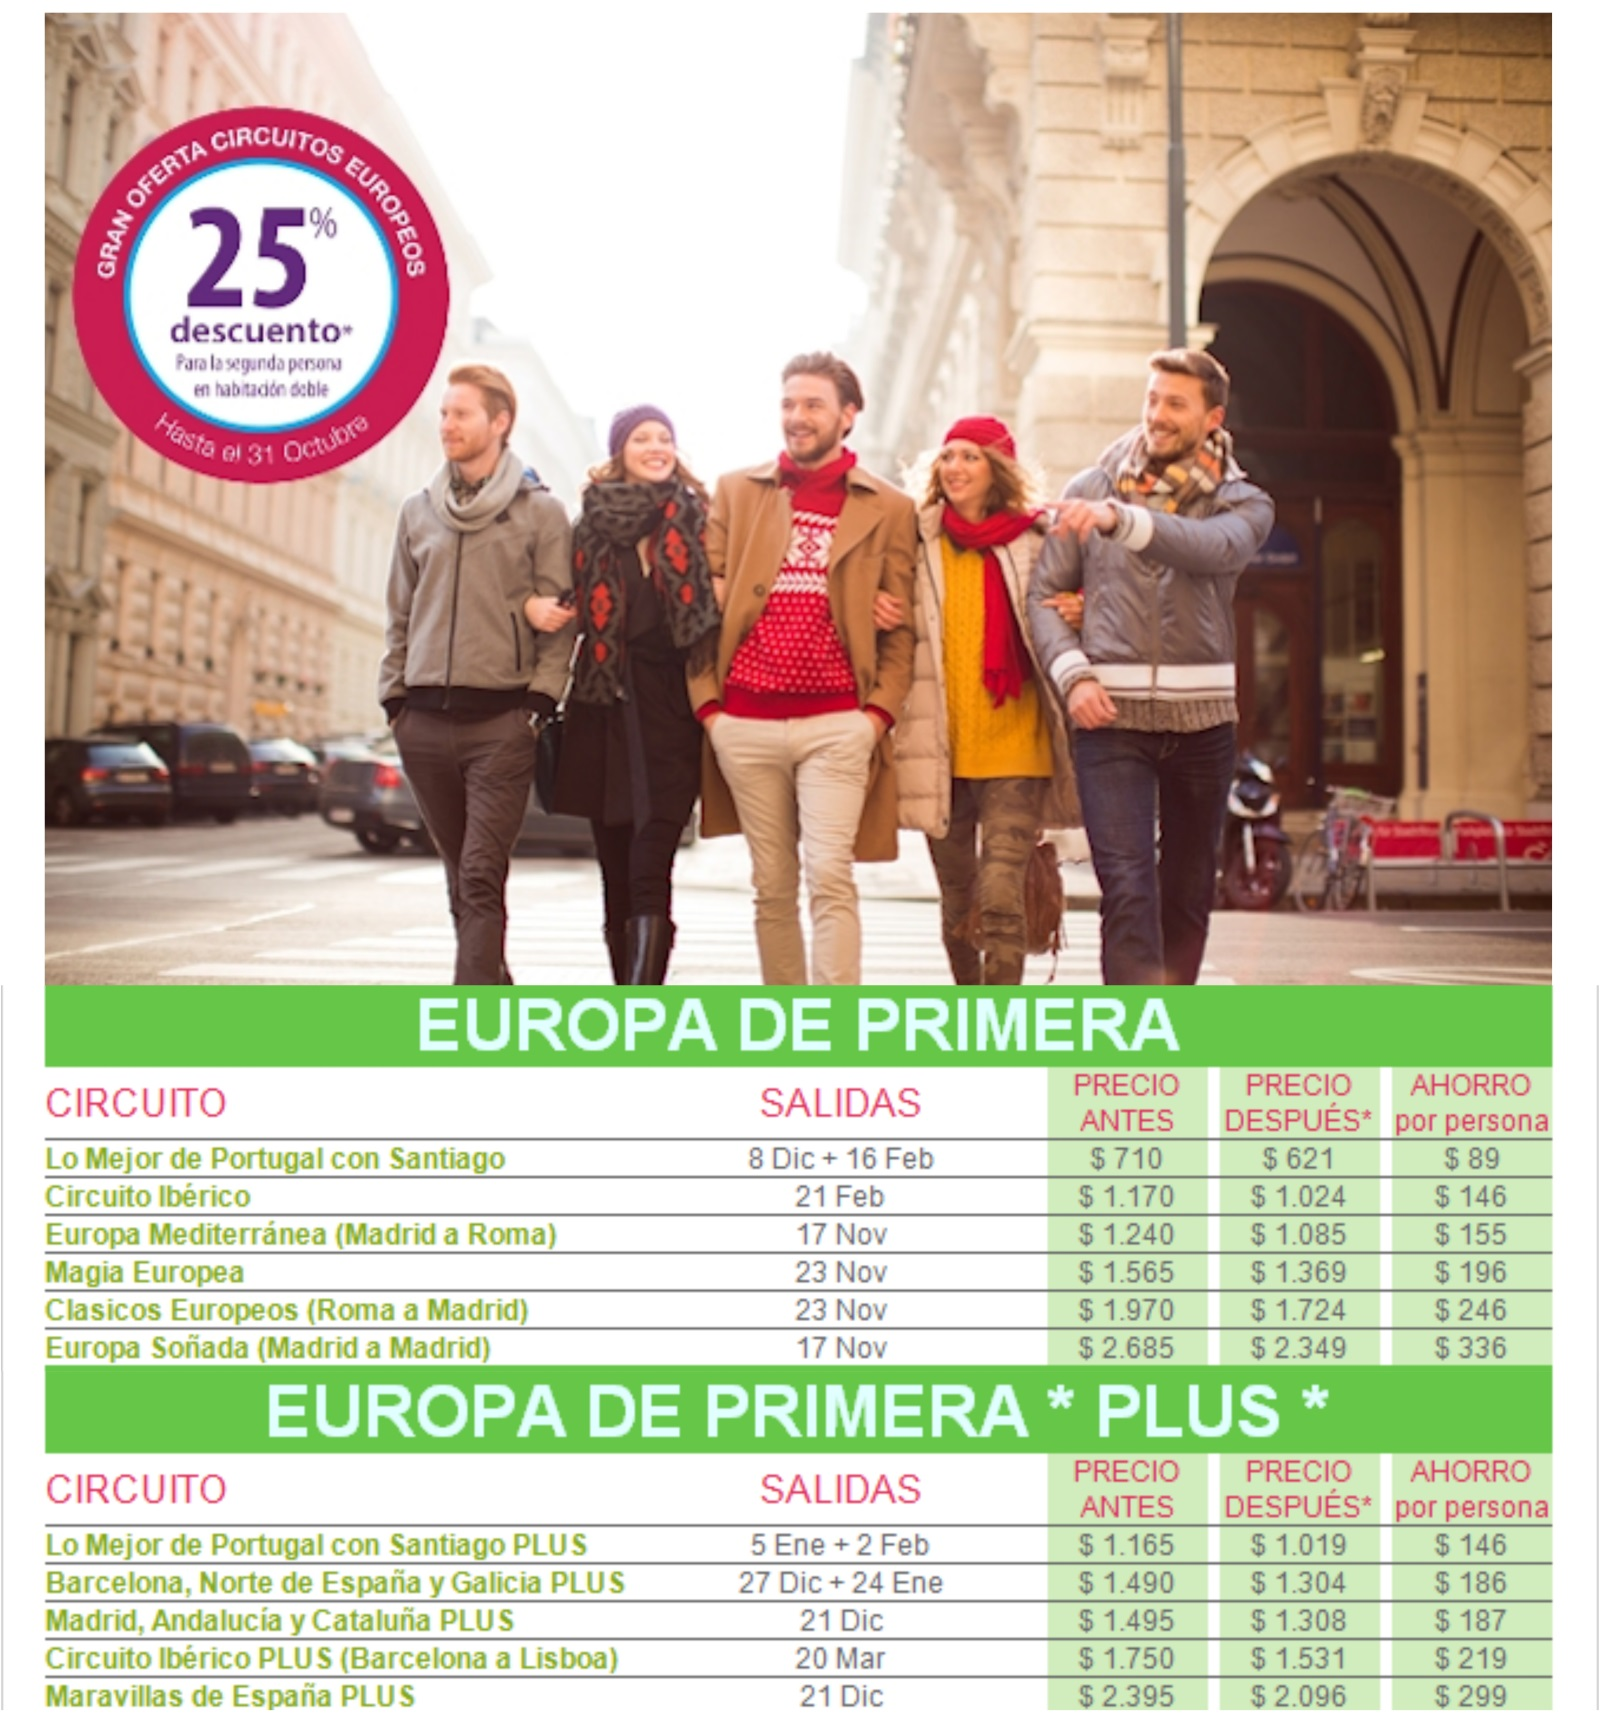 GRAN OFERTA CIRCUITOS EUROPEOS
25%
descuento*
Para la segunda persona
en habitación doble
Hasta el 31 Octubre
EUROPA DE PRIMERA
CIRCUITO SALIDAS PRECIO ANTES PRECIO DESPUÉS* AHORRO por persona
Lo Mejor de Portugal con Santiago 8 Dic + 16 Feb $ 710 $ 621 $ 89
Circuito Ibérico 21 Feb $ 1.170 $ 1.024 $ 146
Europa Mediterránea (Madrid a Roma) 17 Nov $ 1.240 $ 1.085 $ 155
Magia Europea 23 Nov $ 1.565 $ 1.369 $ 196
Clasicos Europeos (Roma a Madrid) 23 Nov $ 1.970 $ 1.724 $ 246
Europa Soñada (Madrid a Madrid) 17 Nov $ 2.685 $ 2.349 $ 336
EUROPA DE PRIMERA * PLUS *
CIRCUITO SALIDAS PRECIO ANTES PRECIO DESPUÉS* AHORRO por persona
Lo Mejor de Portugal con Santiago PLUS 5 Ene + 2 Feb $ 1.165 $ 1.019 $ 146
Barcelona, Norte de España y Galicia PLUS 27 Dic + 24 Ene $ 1.490 $ 1.304 $ 186
Madrid, Andalucía y Cataluña PLUS 21 Dic $ 1.495 $ 1.308 $ 187
Circuito Ibérico PLUS (Barcelona a Lisboa) 20 Mar $ 1.750 $ 1.531 $ 219
Maravillas de España PLUS 21 Dic $ 2.395 $ 2.096 $ 299